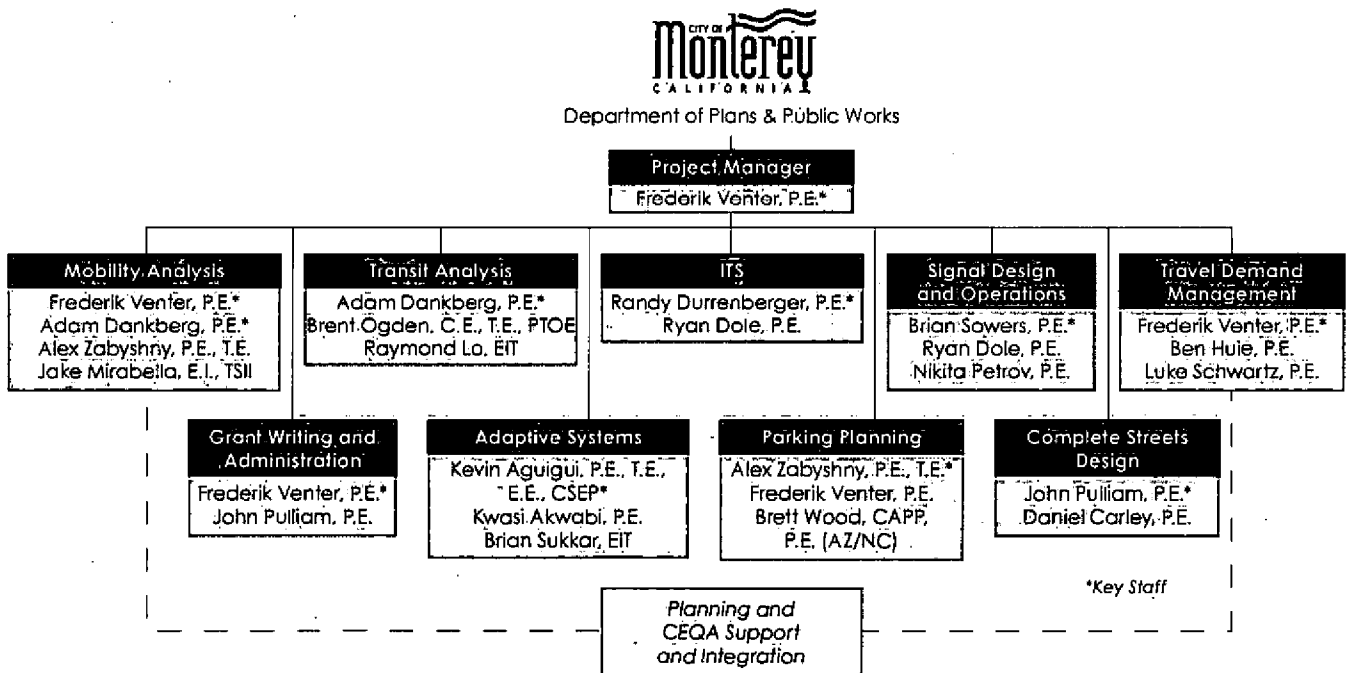 CITY OF
Monterey
CALIFORNIA
Department of Plans & Public Works
Project Manager
Frederik Venter, P.E.*
Mobility Analysis
Frederik Venter, P.E.*
Adam Dankberg, P.E.*
Alex Zabyshny, P.E., T.E.
Jake Mirabella, E.I., TSII
Transit Analysis
Adam Dankberg, P.E.*
Brent Ogden, C.E., T.E., PTOE
Raymond Lo, EIT
ITS
Randy Durrenberger, P.E.*
Ryan Dole, P.E.
Signal Design
and Operations
Brian Sowers, P.E.*
Ryan Dole, P.E.
Nikita Petrov, P.E.
Travel Demand
Management
Frederik Venter, P.E.*
Ben Huie, P.E.
Luke Schwartz, P.E.
Grant Writing and
Administration
Frederik Venter, P.E.*
John Pulliam, P.E.
Adaptive Systems
Kevin Aguigui, P.E., T.E.,
E.E., CSEP*
Kwasi Akwabi, P.E.
Brian Sukkar, EIT
Parking Planning
Alex Zabyshny, P.E., T.E.*
Frederik Venter, P.E.
Brett Wood, CAPP,
P.E. (AZ/NC)
Complete Streets
Design
John Pulliam, P.E.*
Daniel Carley, P.E.
*Key Staff
Planning and
CEQA Support
and Integration